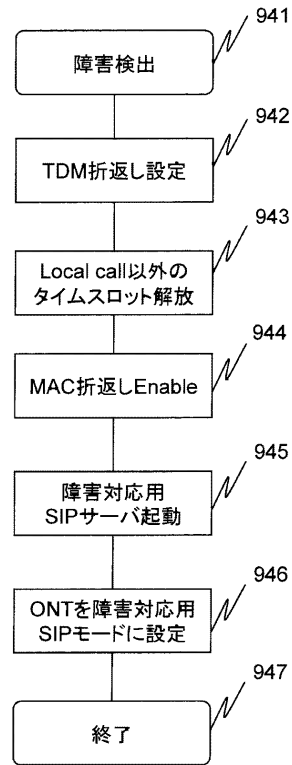 941
障害検出
942
TDM折返し設定
943
Local call以外の
タイムスロット解放
944
MAC折返しEnable
945
障害対応用
SIPサーバ起動
946
ONTを障害対応用
SIPモードに設定
947
終了